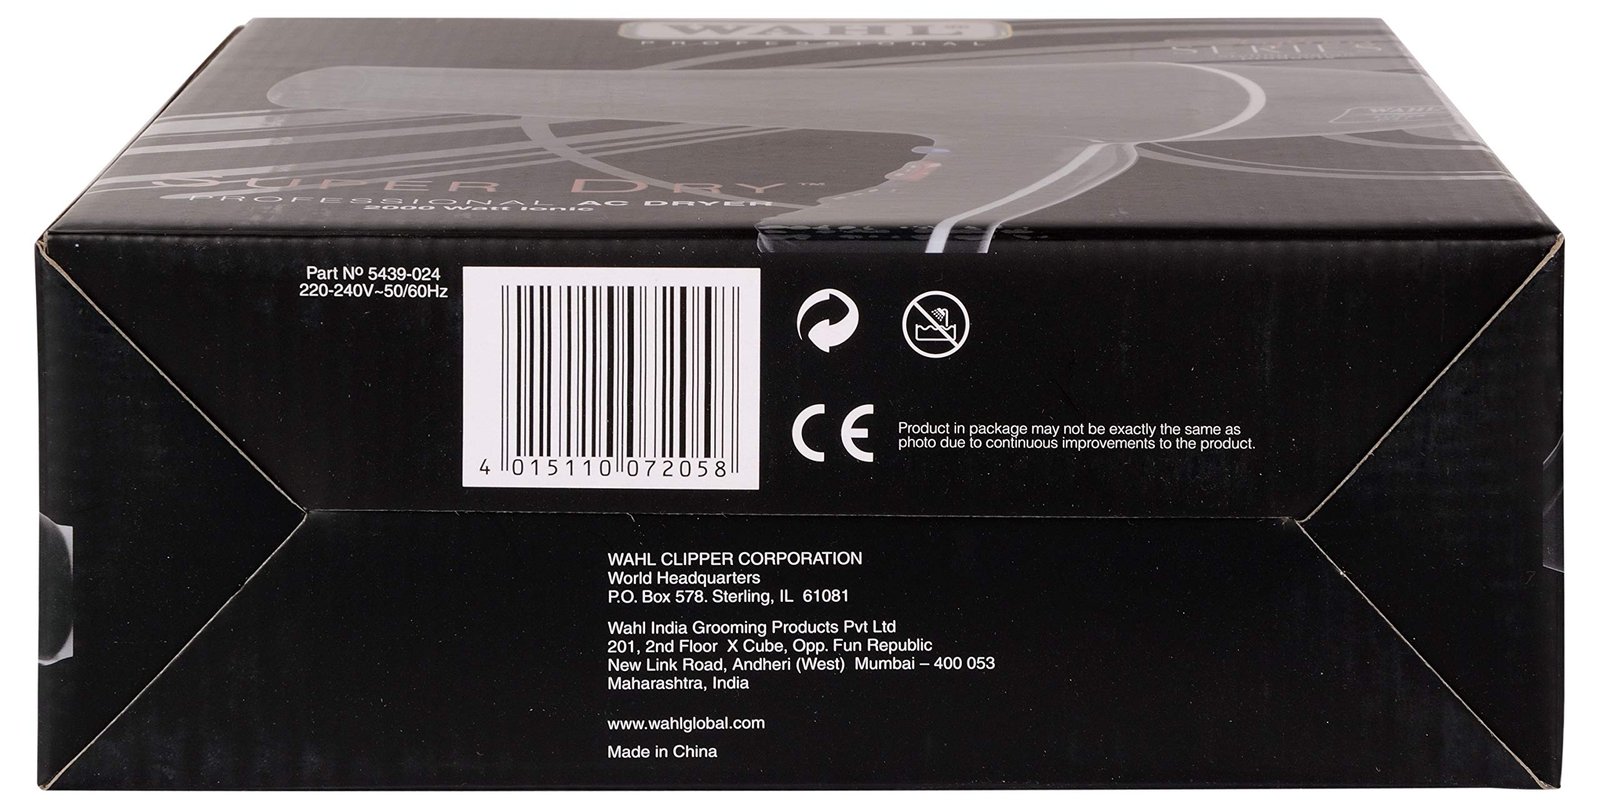 WAHL
PROFESSIONAL
SERIES
WAHL
SUPER DRY™
PROFESSIONAL AC DRYER
2000 Watt Ionic
Part Nº 5439-024
220-240V~50/60Hz
4 015110 072058
CE
Product in package may not be exactly the same as
photo due to continuous improvements to the product.
WAHL CLIPPER CORPORATION
World Headquarters
P.O. Box 578. Sterling, IL 61081
Wahl India Grooming Products Pvt Ltd
201, 2nd Floor X Cube, Opp. Fun Republic
New Link Road, Andheri (West) Mumbai – 400 053
Maharashtra, India
www.wahlglobal.com
Made in China